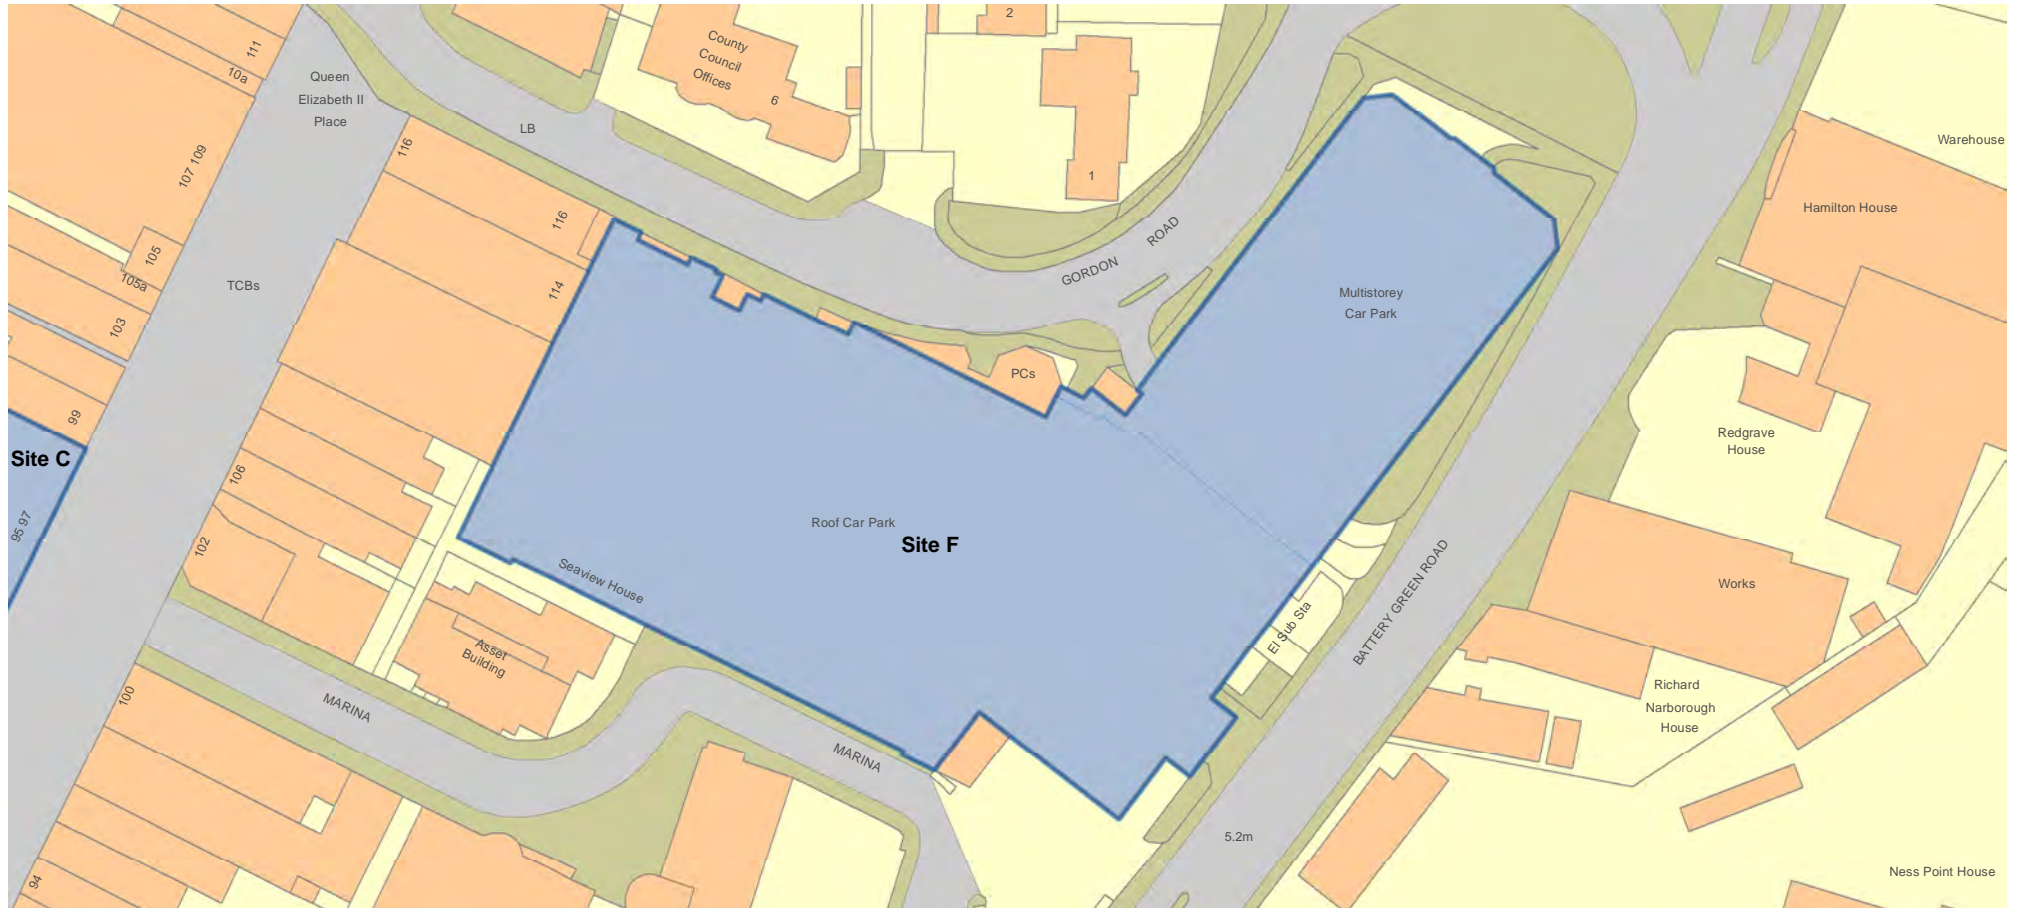 111
10a
Queen
Elizabeth II
Place
County
Council
Offices
6
2
1
LB
116
107 109
116
105
105a
114
TCBs
103
99
Site C
95 97
106
102
GORDON
ROAD
Multistorey
Car Park
PCs
Roof Car Park
Site F
Seaview House
Asset
Building
MARINA
MARINA
100
94
El Sub Sta
BATTERY GREEN ROAD
5.2m
Warehouse
Hamilton House
Redgrave
House
Works
Richard
Narborough
House
Ness Point House